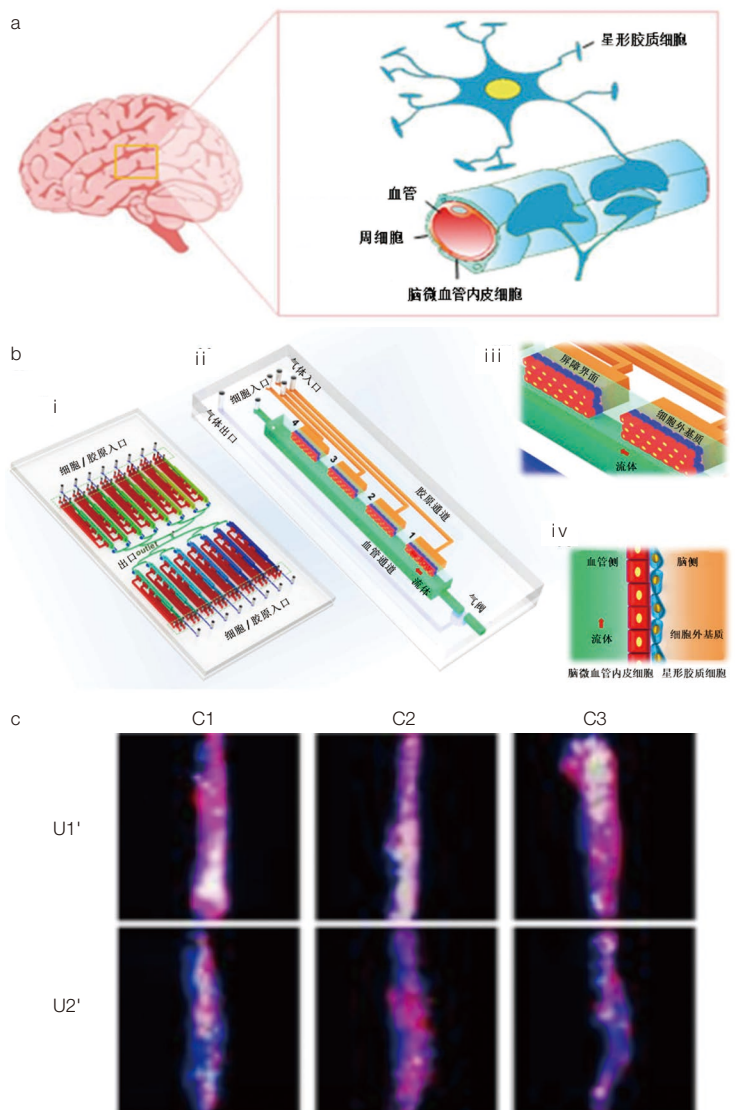 a
星形胶质细胞
血管
周细胞
脑微血管内皮细胞
b
i
细胞/胶原入口
出口outlet
细胞/胶原入口
ii
气体入口
细胞入口
气体出口
4
3
2
1
胶原通道
血管通道
流体
气阀
iii
屏障界面
细胞外基质
流体
iv
血管侧
脑侧
流体
细胞外基质
脑微血管内皮细胞 星形胶质细胞
c
C1 C2 C3
U1'
U2'